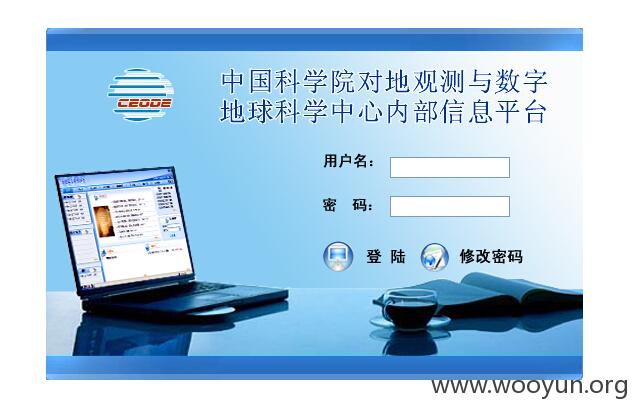 CEODE
中国科学院对地观测与数字
地球科学中心内部信息平台
用户名：
密 码：
登 陆 修改密码
www.wooyun.org